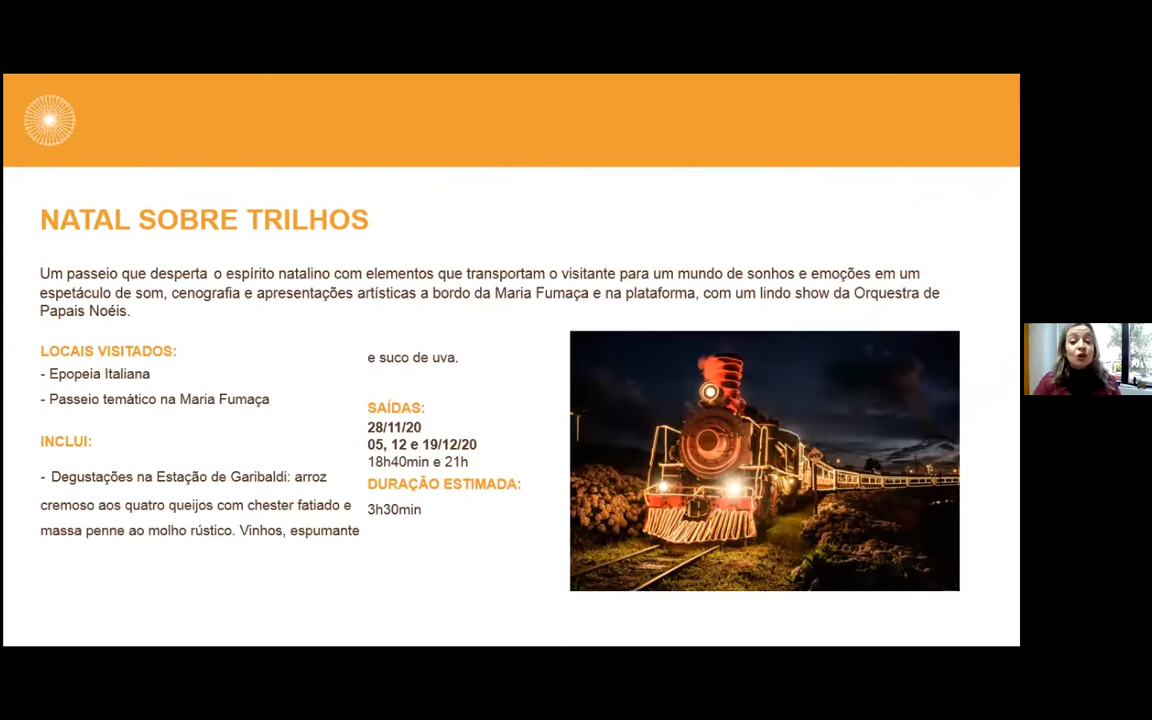 NATAL SOBRE TRILHOS
Um passeio que desperta o espírito natalino com elementos que transportam o visitante para um mundo de sonhos e emoções em um
espetáculo de som, cenografia e apresentações artísticas a bordo da Maria Fumaça e na plataforma, com um lindo show da Orquestra de
Papais Noéis.
LOCAIS VISITADOS:
- Epopeia Italiana
- Passeio temático na Maria Fumaça
INCLUI:
- Degustações na Estação de Garibaldi: arroz
cremoso aos quatro queijos com chester fatiado e
massa penne ao molho rústico. Vinhos, espumante
e suco de uva.
SAÍDAS:
28/11/20
05, 12 e 19/12/20
18h40min e 21h
DURAÇÃO ESTIMADA:
3h30min